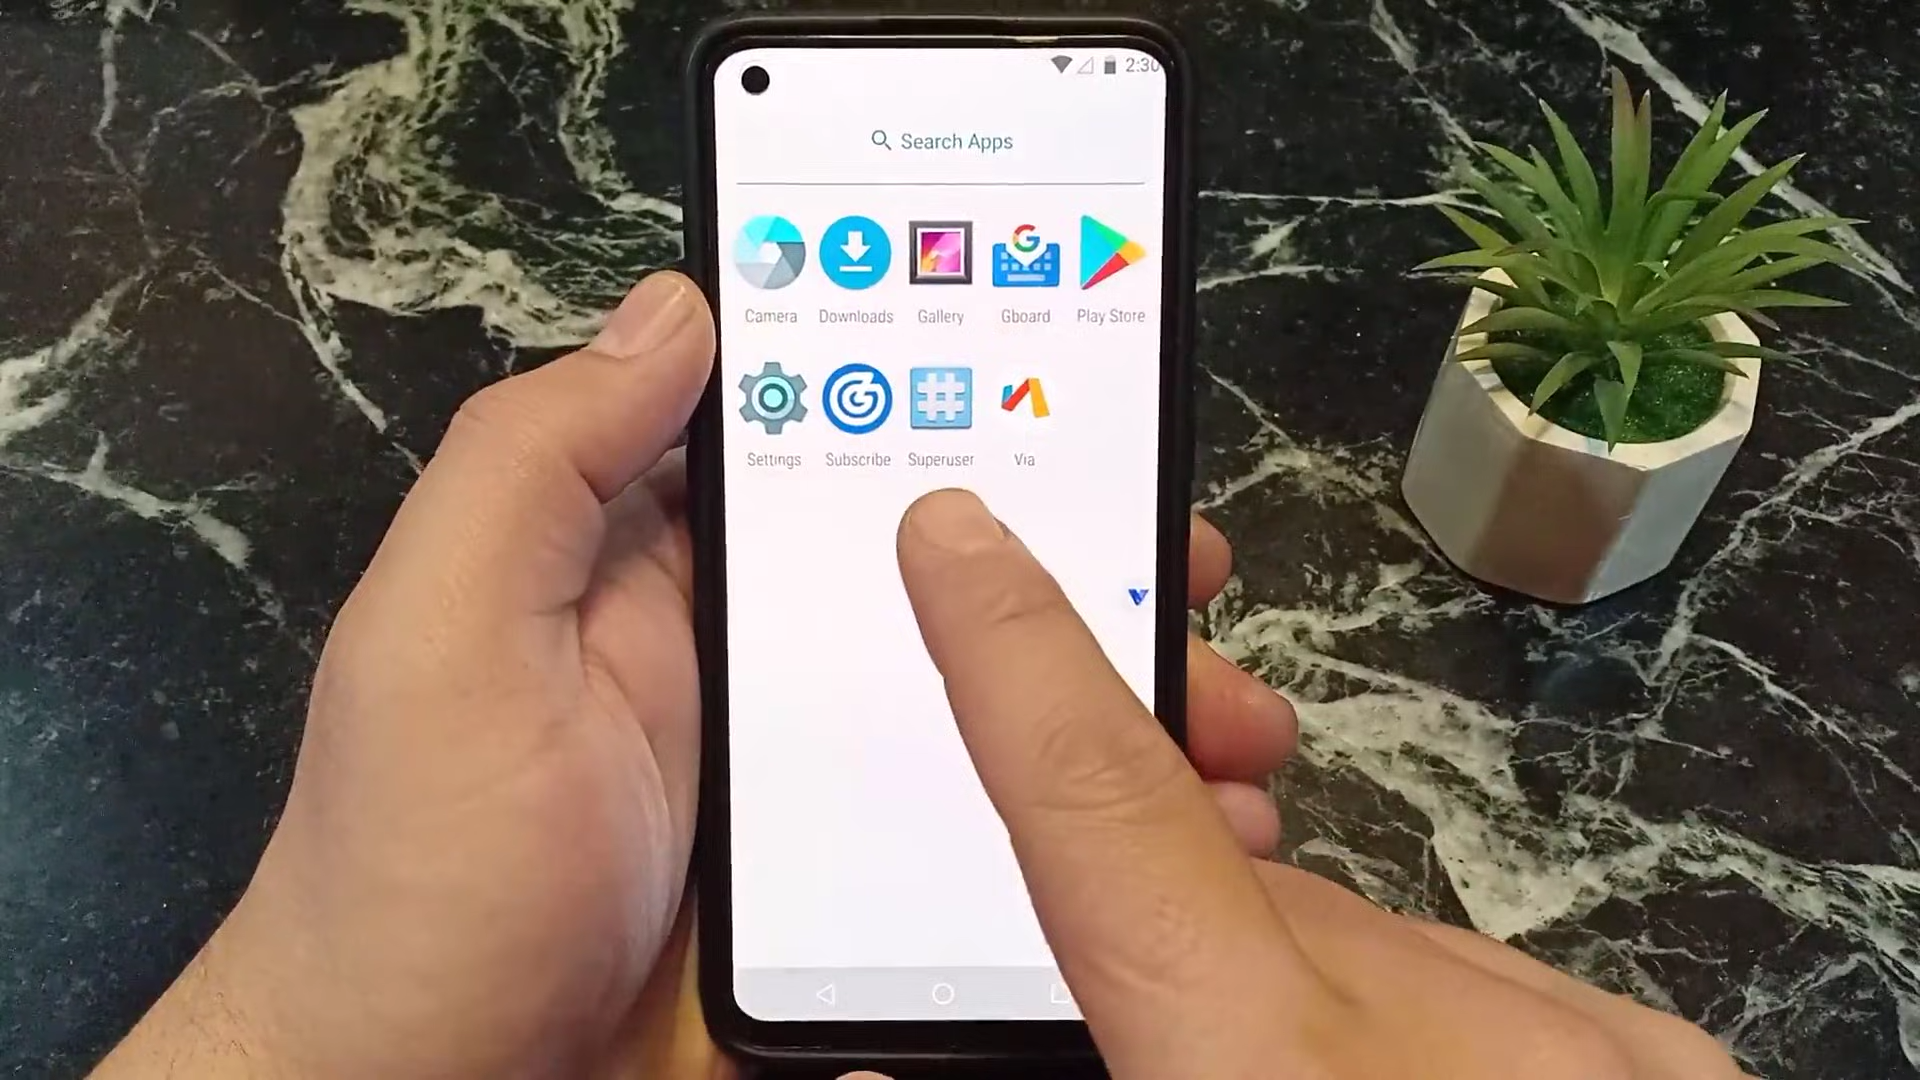 2:30
Search Apps
Camera Downloads Gallery Gboard Play Store
Settings Subscribe Superuser Via